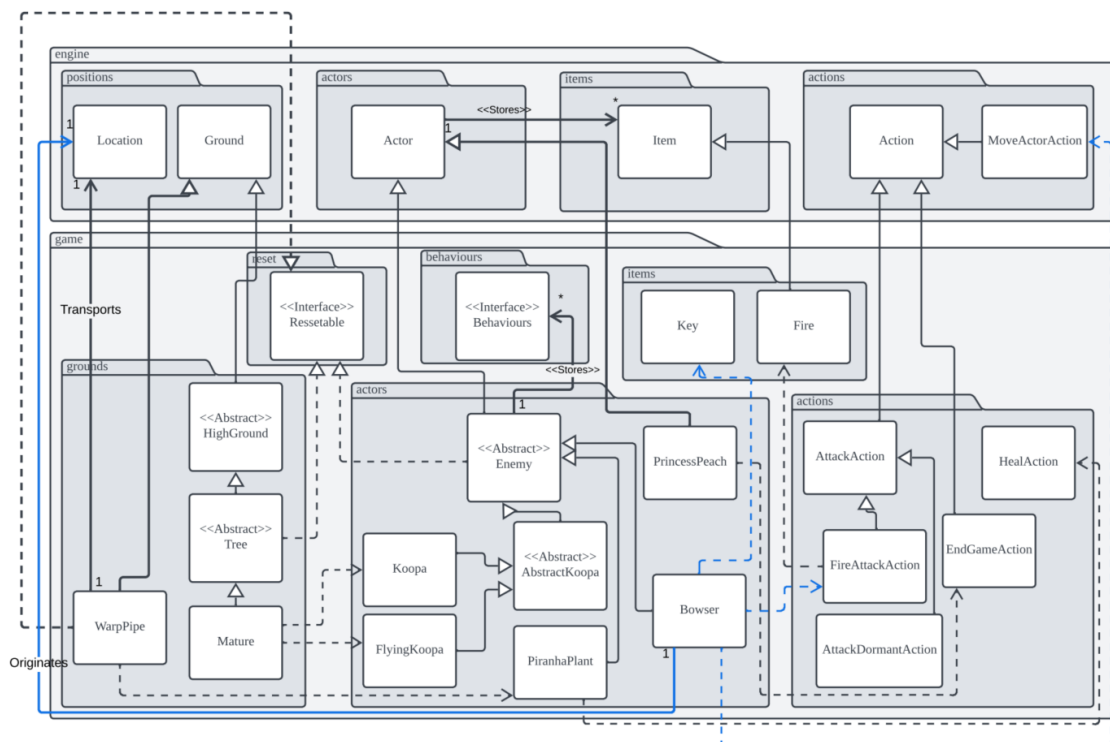 engine
positions
actors
items
actions
<<Stores>>
*
1
1
Location
Ground
Actor
Item
Action
MoveActorAction
1
game
reset
behaviours
items
<<Interface>>
Ressetable
<<Interface>>
Behaviours
*
Key
Fire
Transports
<<Stores>>
grounds
actors
actions
1
<<Abstract>>
HighGround
<<Abstract>>
Enemy
PrincessPeach
AttackAction
HealAction
<<Abstract>>
Tree
Koopa
<<Abstract>>
AbstractKoopa
FireAttackAction
EndGameAction
1
WarpPipe
Mature
FlyingKoopa
PiranhaPlant
Bowser
AttackDormantAction
1
Originates